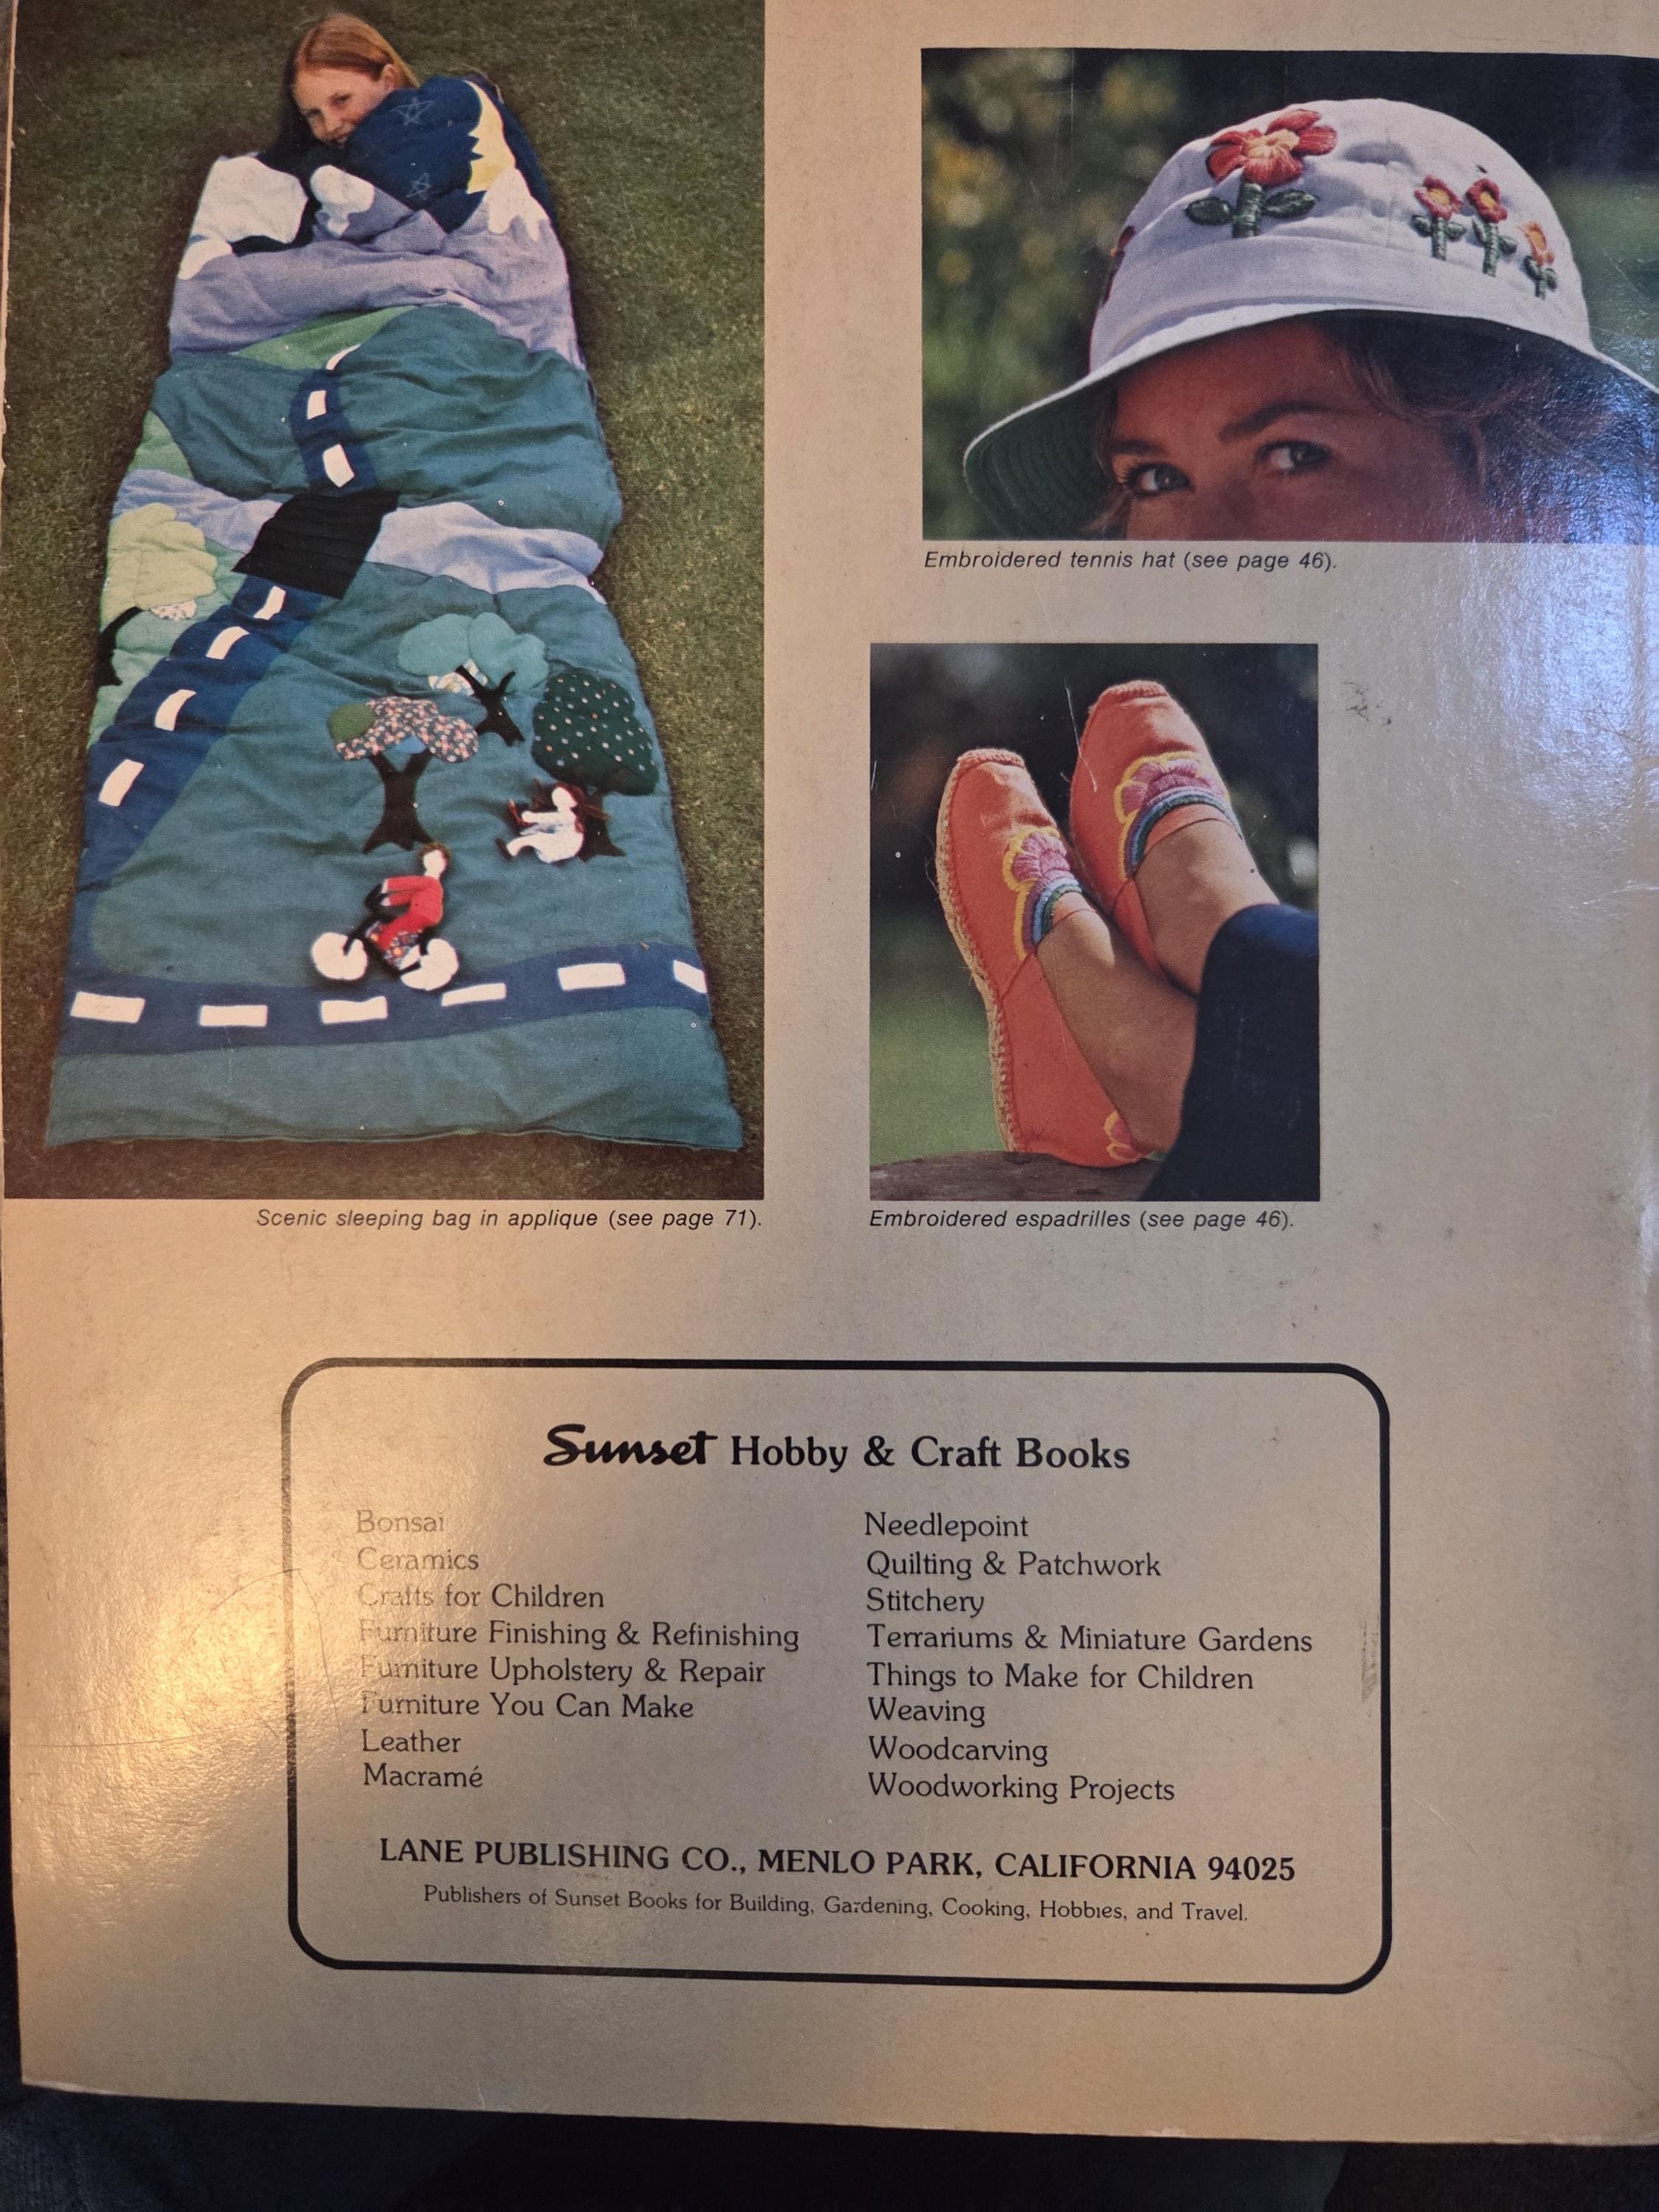 Embroidered tennis hat (see page 46).
Scenic sleeping bag in applique (see page 71).
Embroidered espadrilles (see page 46).
Sunset Hobby & Craft Books
Bonsai
Ceramics
Crafts for Children
Furniture Finishing & Refinishing
Furniture Upholstery & Repair
Furniture You Can Make
Leather
Macramé
Needlepoint
Quilting & Patchwork
Stitchery
Terrariums & Miniature Gardens
Things to Make for Children
Weaving
Woodcarving
Woodworking Projects
LANE PUBLISHING CO., MENLO PARK, CALIFORNIA 94025
Publishers of Sunset Books for Building, Gardening, Cooking, Hobbies, and Travel.